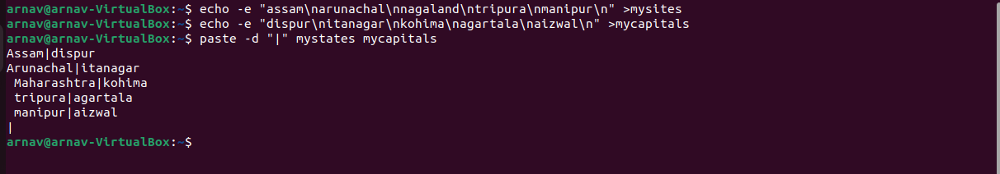 arnav@arnav-VirtualBox:~$ echo -e "assam\narunachal\nnagaland\ntripura\nmanipur\n" >mysites
arnav@arnav-VirtualBox:~$ echo -e "dispur\nitanagar\nkohima\nagartala\naizwal\n" >mycapitals
arnav@arnav-VirtualBox:~$ paste -d "|" mystates mycapitals
Assam|dispur
Arunachal|itanagar
 Maharashtra|kohima
 tripura|agartala
 manipur|aizwal
|
arnav@arnav-VirtualBox:~$